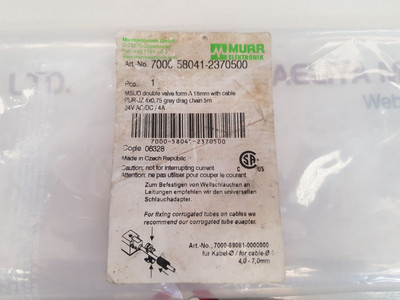 MURR
ELEKTRONIK
Art.-No. 7000-58041-2370500
Pcs. 1
MSUD double valve form A 18mm with cable
PUR-JZ 4x0,75 gray drag chain 5m
24V AC/DC / 4A
7000-58041-2370500
Code 06328
Made in Czech Republic
Caution: not for interrupting current
Attention: ne pas utiliser pour couper le courant.
C US
Zum Befestigen von Wellschläuchen an
Leitungen empfehlen wir den universellen
Schlauchadapter.
For fixing corrugated tubes on cables we
recommend our corrugated tube adapter.
Art.-No.: 7000-99061-0000000
für Kabel-Ø / for cable-Ø
4,0 - 7,0mm
LTD.
Web